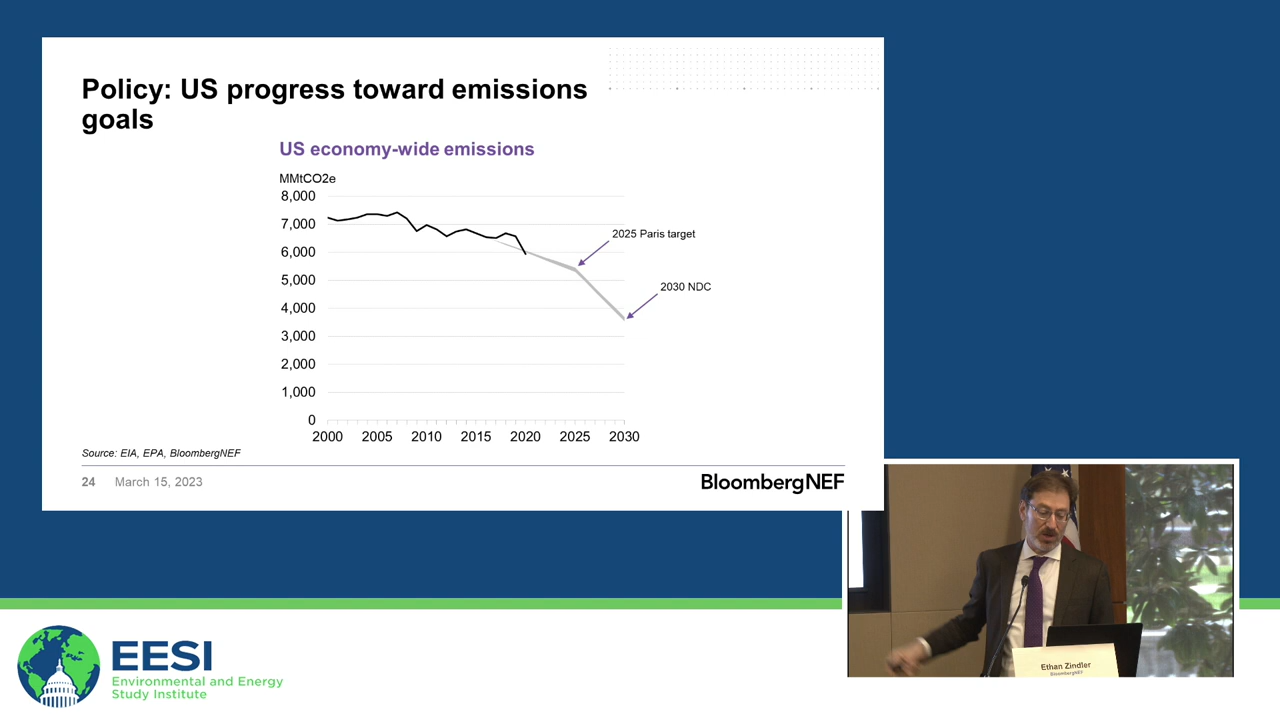 Policy: US progress toward emissions
goals
US economy-wide emissions
MMtCO2e
8,000
7,000
6,000
5,000
4,000
3,000
2,000
1,000
0
2000 2005 2010 2015 2020 2025 2030
2025 Paris target
2030 NDC
Source: EIA, EPA, BloombergNEF
24 March 15, 2023
BloombergNEF
Ethan Zindler
BloombergNEF
EESI
Environmental and Energy
Study Institute